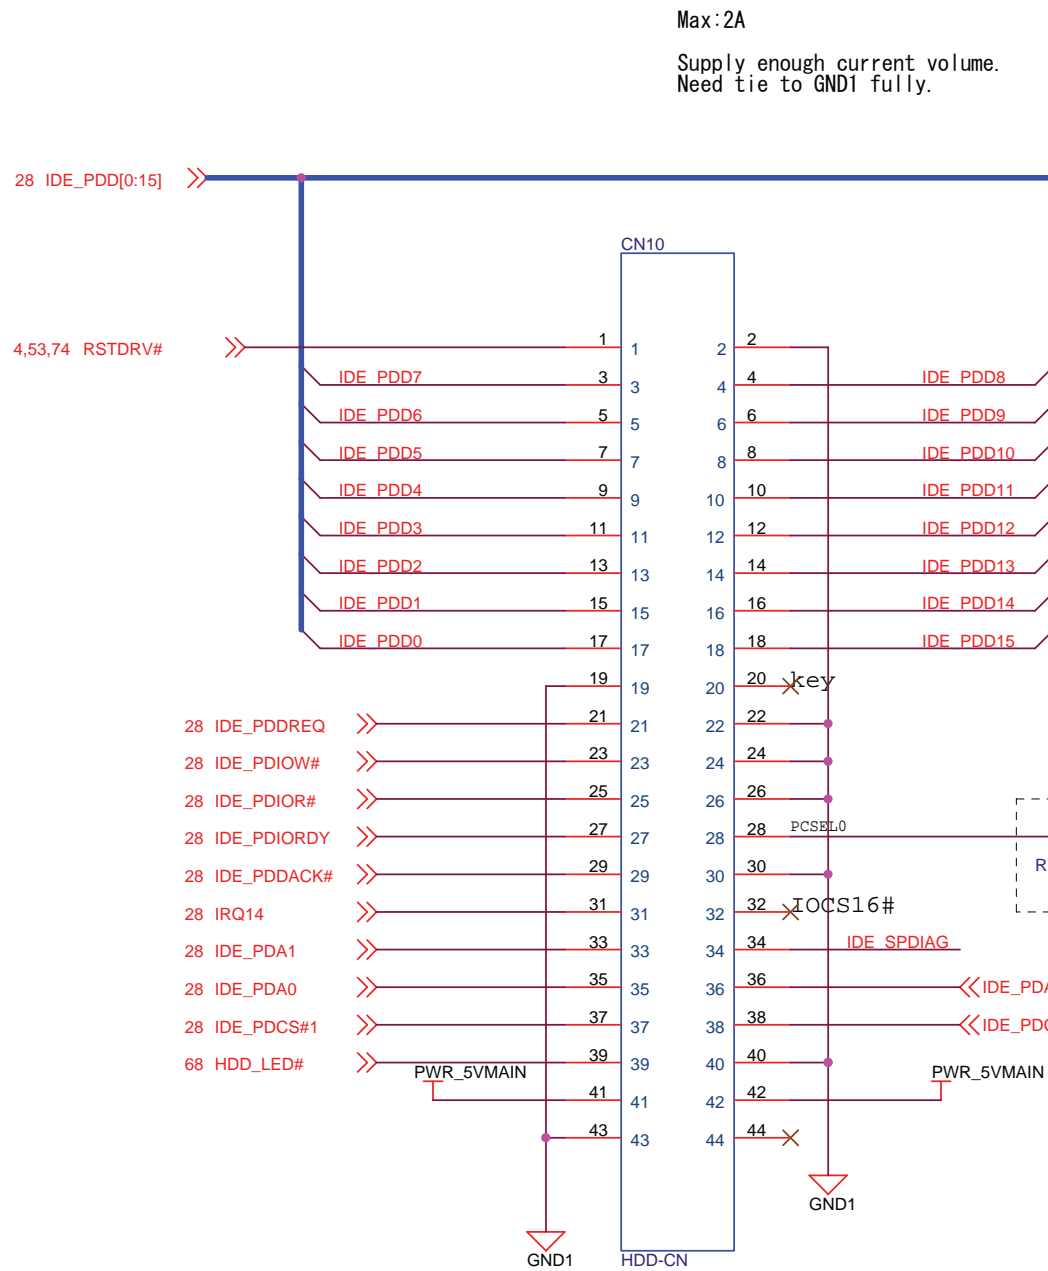 Max:2A
Supply enough current volume.
Need tie to GND1 fully.
28 IDE_PDD[0:15]
CN10
4,53,74 RSTDRV# 1 1 2 2
IDE_PDD7 3 3 4 4 IDE_PDD8
IDE_PDD6 5 5 6 6 IDE_PDD9
IDE_PDD5 7 7 8 8 IDE_PDD10
IDE_PDD4 9 9 10 10 IDE_PDD11
IDE_PDD3 11 11 12 12 IDE_PDD12
IDE_PDD2 13 13 14 14 IDE_PDD13
IDE_PDD1 15 15 16 16 IDE_PDD14
IDE_PDD0 17 17 18 18 IDE_PDD15
19 19 20 20 key
28 IDE_PDDREQ 21 21 22 22
28 IDE_PDIOW# 23 23 24 24
28 IDE_PDIOR# 25 25 26 26
28 IDE_PDIORDY 27 27 28 28 PCSEL0
28 IDE_PDDACK# 29 29 30 30 R
28 IRQ14 31 31 32 32 IOCS16#
28 IDE_PDA1 33 33 34 34 IDE_SPDIAG
28 IDE_PDA0 35 35 36 36 IDE_PDA
28 IDE_PDCS#1 37 37 38 38 IDE_PDC
68 HDD_LED# 39 39 40 40
PWR_5VMAIN 41 41 42 42 PWR_5VMAIN
43 43 44 44
GND1
GND1
HDD-CN